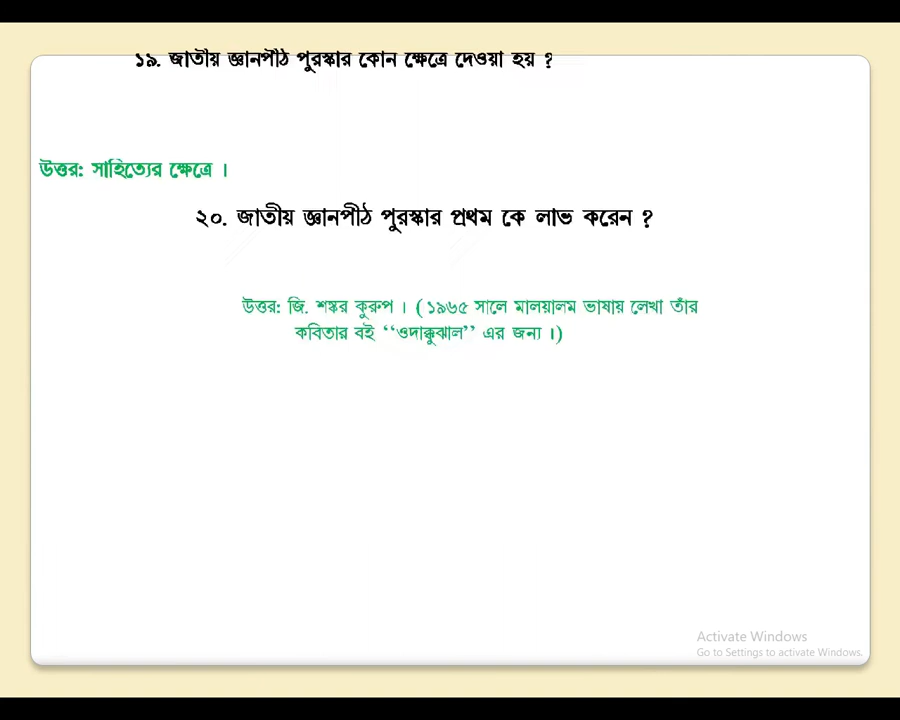 ১৯. জাতীয় জ্ঞানপীঠ পুরস্কার কোন ক্ষেত্রে দেওয়া হয় ?
উত্তর: সাহিত্যের ক্ষেত্রে ।
২০. জাতীয় জ্ঞানপীঠ পুরস্কার প্রথম কে লাভ করেন ?
উত্তর: জি. শঙ্কর কুরুপ । ( ১৯৬৫ সালে মালয়ালম ভাষায় লেখা তাঁর
কবিতার বই ‘‘ওদাক্কুঝাল’’ এর জন্য ।)
Activate Windows
Go to Settings to activate Windows.